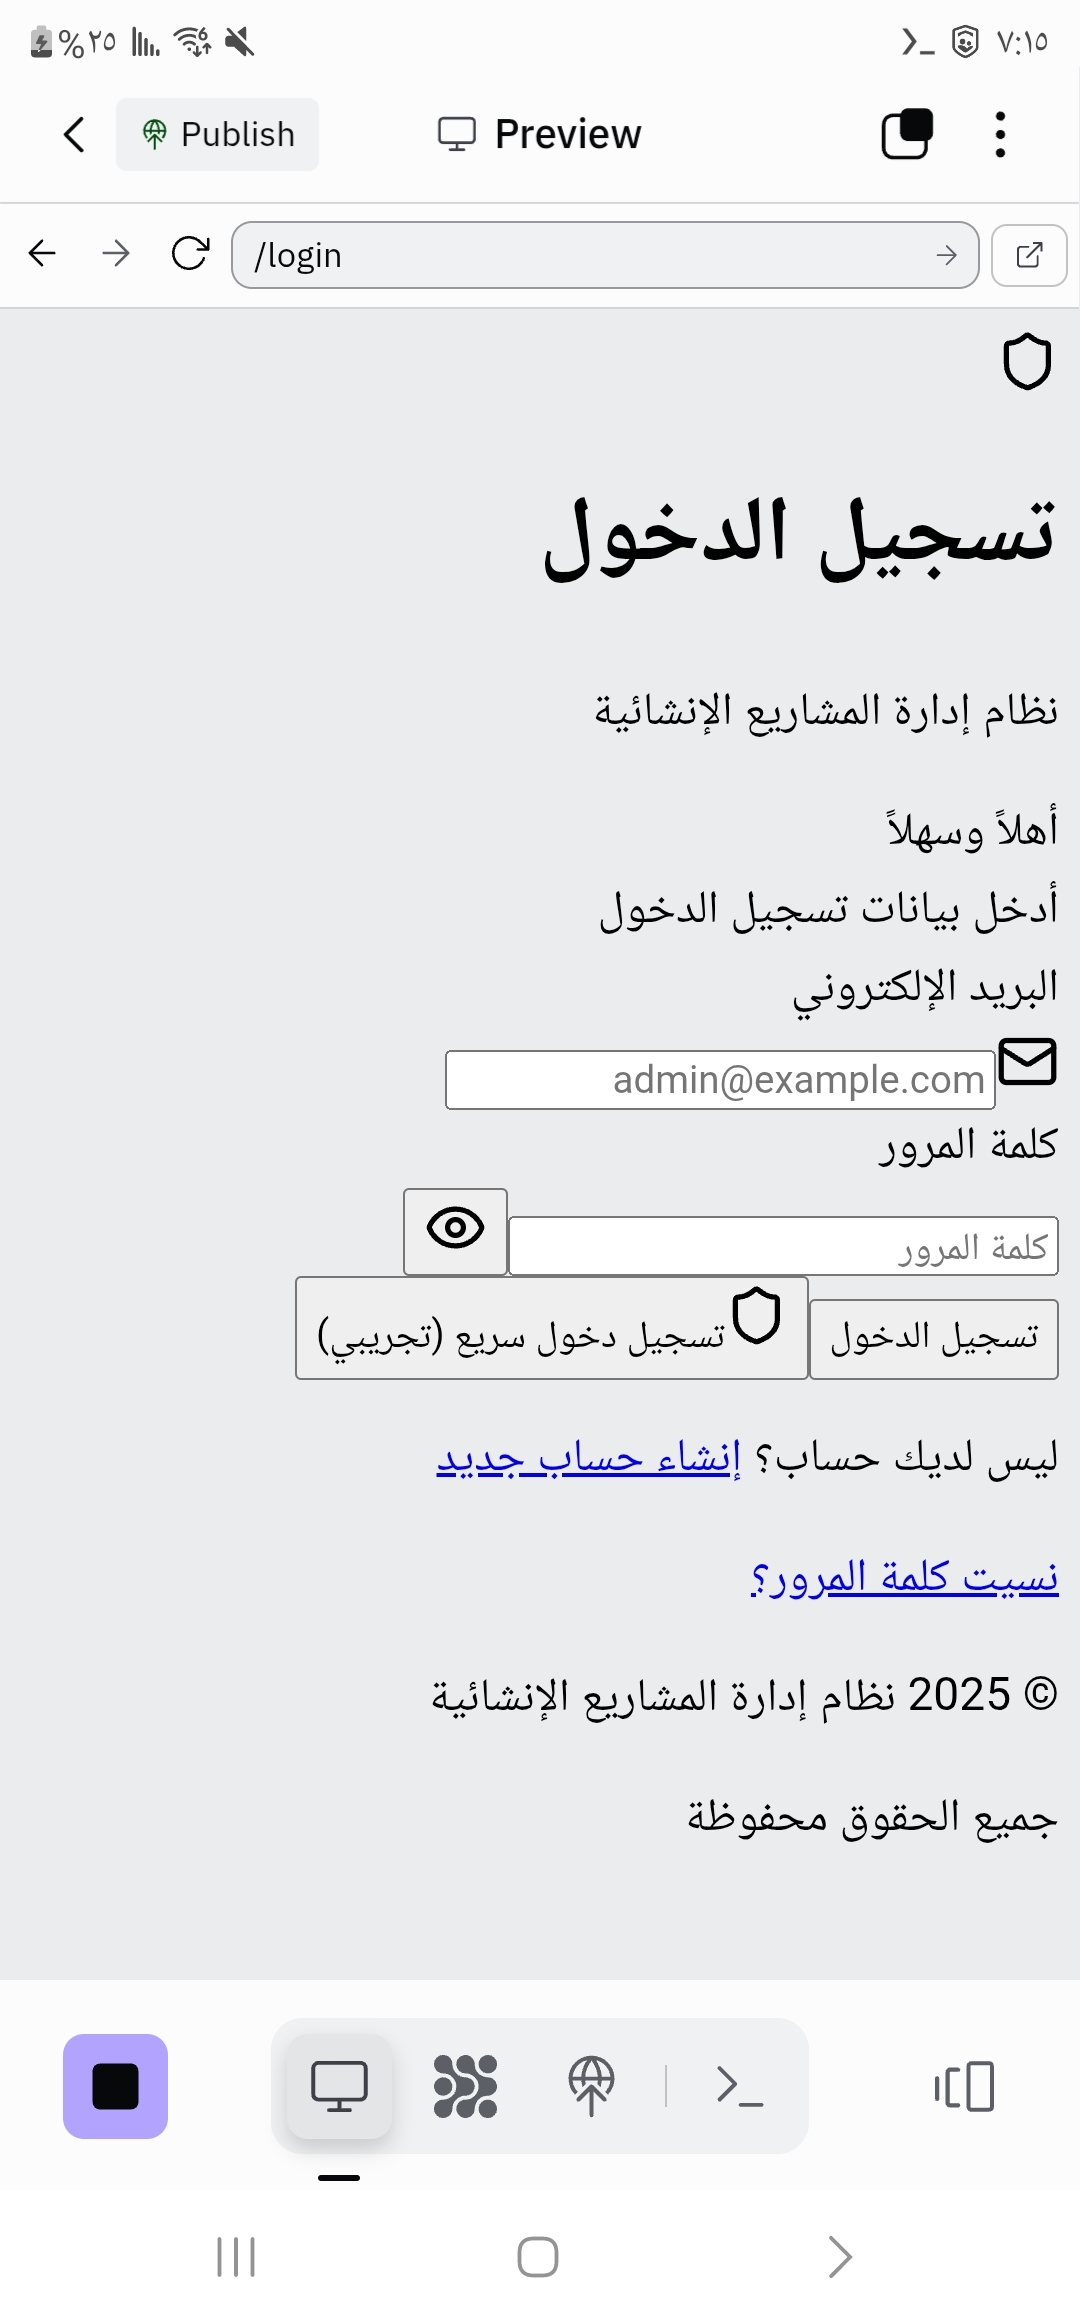 %٢٥ ٧:١٥
Publish Preview
/login
تسجيل الدخول
نظام إدارة المشاريع الإنشائية
أهلاً وسهلاً
أدخل بيانات تسجيل الدخول
البريد الإلكتروني
admin@example.com
كلمة المرور
كلمة المرور
تسجيل الدخول تسجيل دخول سريع (تجريبي)
ليس لديك حساب؟ إنشاء حساب جديد
نسيت كلمة المرور؟
© 2025 نظام إدارة المشاريع الإنشائية
جميع الحقوق محفوظة